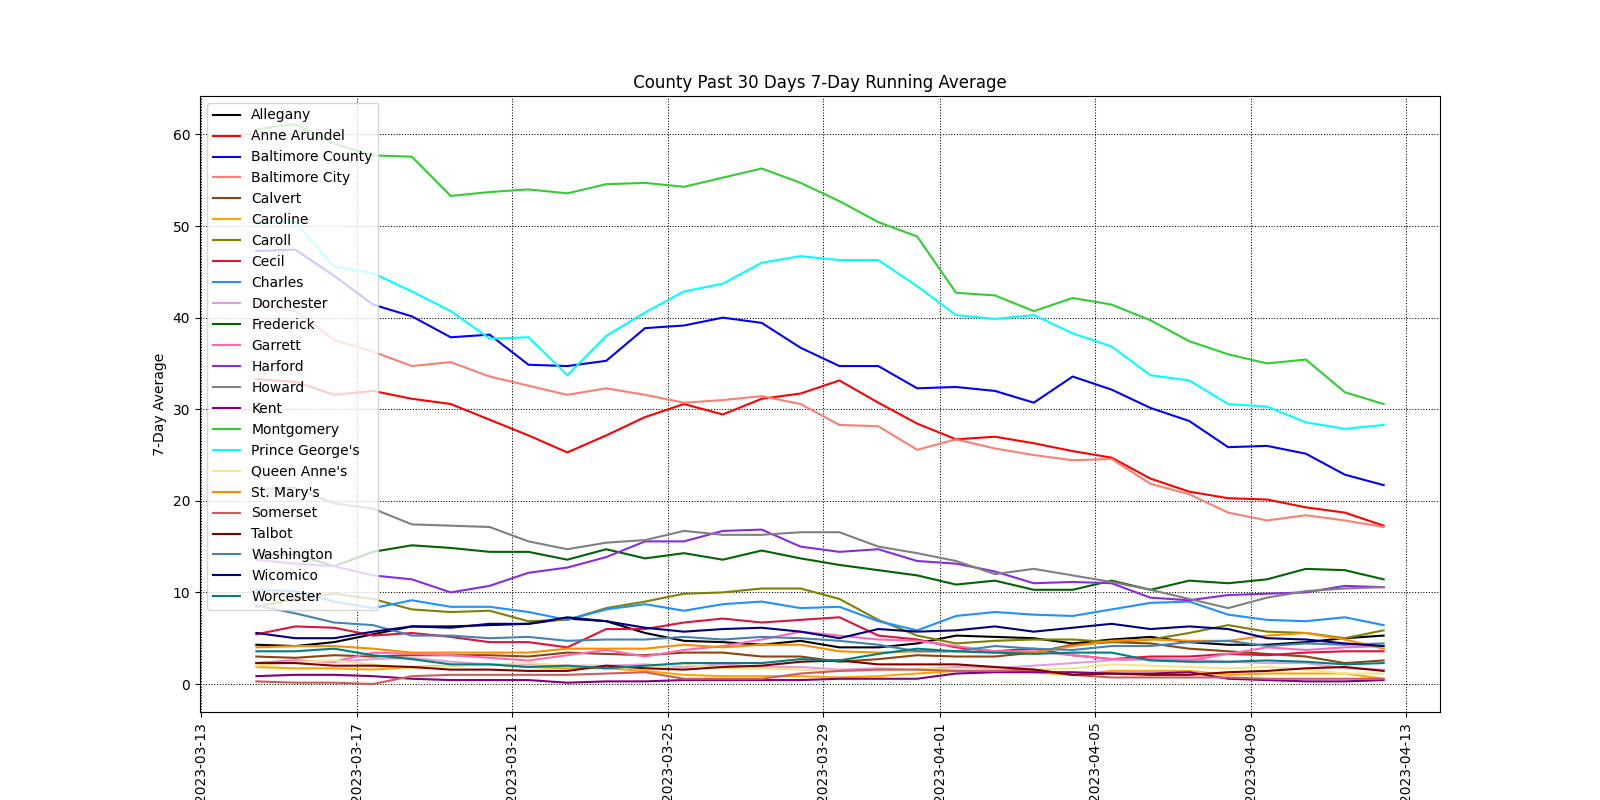 County Past 30 Days 7-Day Running Average
7-Day Average
60
50
40
30
20
10
0
Allegany
Anne Arundel
Baltimore County
Baltimore City
Calvert
Caroline
Caroll
Cecil
Charles
Dorchester
Frederick
Garrett
Harford
Howard
Kent
Montgomery
Prince George's
Queen Anne's
St. Mary's
Somerset
Talbot
Washington
Wicomico
Worcester
2023-03-13
2023-03-17
2023-03-21
2023-03-25
2023-03-29
2023-04-01
2023-04-05
2023-04-09
2023-04-13